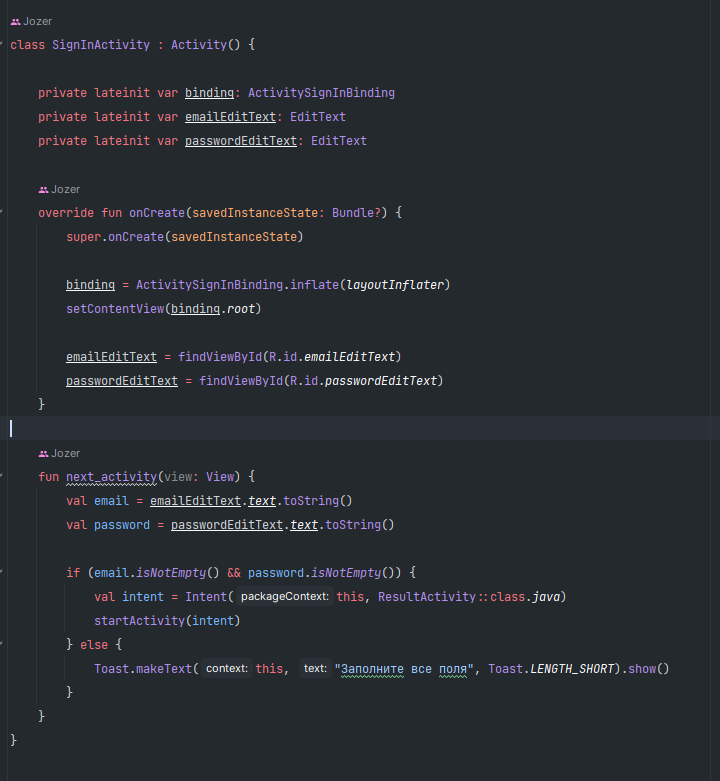 Jozer
class SignInActivity : Activity() {
private lateinit var binding: ActivitySignInBinding
private lateinit var emailEditText: EditText
private lateinit var passwordEditText: EditText
Jozer
override fun onCreate(savedInstanceState: Bundle?) {
super.onCreate(savedInstanceState)
binding = ActivitySignInBinding.inflate(layoutInflater)
setContentView(binding.root)
emailEditText = findViewById(R.id.emailEditText)
passwordEditText = findViewById(R.id.passwordEditText)
}
Jozer
fun next_activity(view: View) {
val email = emailEditText.text.toString()
val password = passwordEditText.text.toString()
if (email.isNotEmpty() && password.isNotEmpty()) {
val intent = Intent( packageContext: this, ResultActivity::class.java)
startActivity(intent)
} else {
Toast.makeText( context: this, text: "Заполните все поля", Toast.LENGTH_SHORT).show()
}
}
}